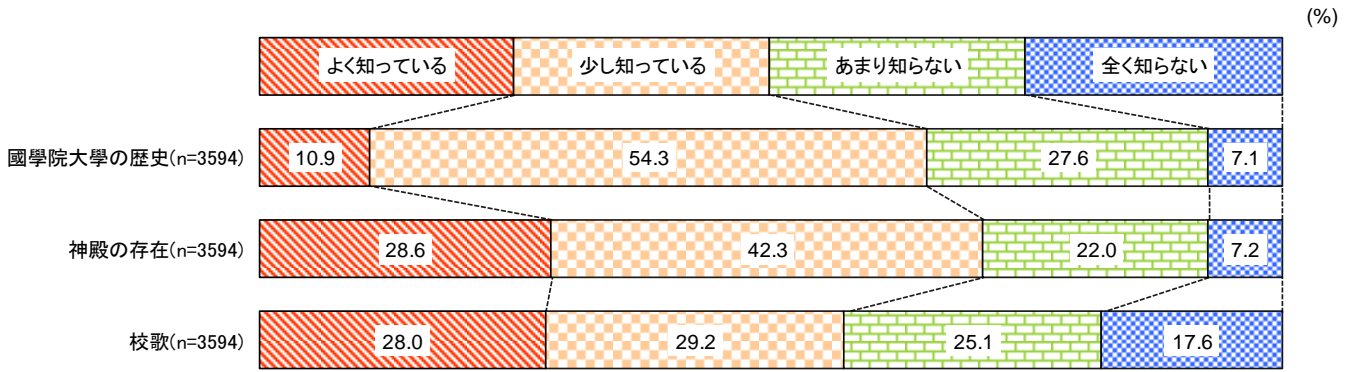 (%)
よく知っている 少し知っている あまり知らない 全く知らない
國學院大學の歴史(n=3594) 10.9 54.3 27.6 7.1
神殿の存在(n=3594) 28.6 42.3 22.0 7.2
校歌(n=3594) 28.0 29.2 25.1 17.6